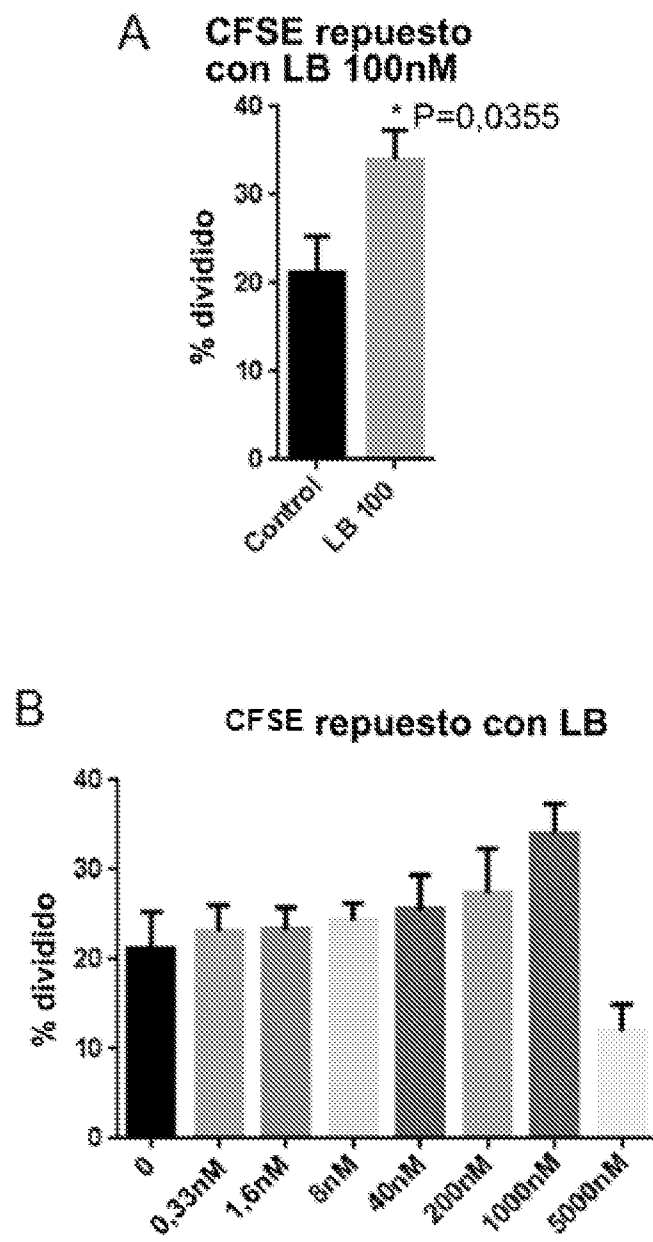 A
CFSE repuesto
con LB 100nM
* P=0,0355
40
30
20
10
0
% dividido
Control
LB 100
B
CFSE repuesto con LB
40
30
20
10
0
% dividido
0
0,33nM
1,6nM
8nM
40nM
200nM
1000nM
5000nM